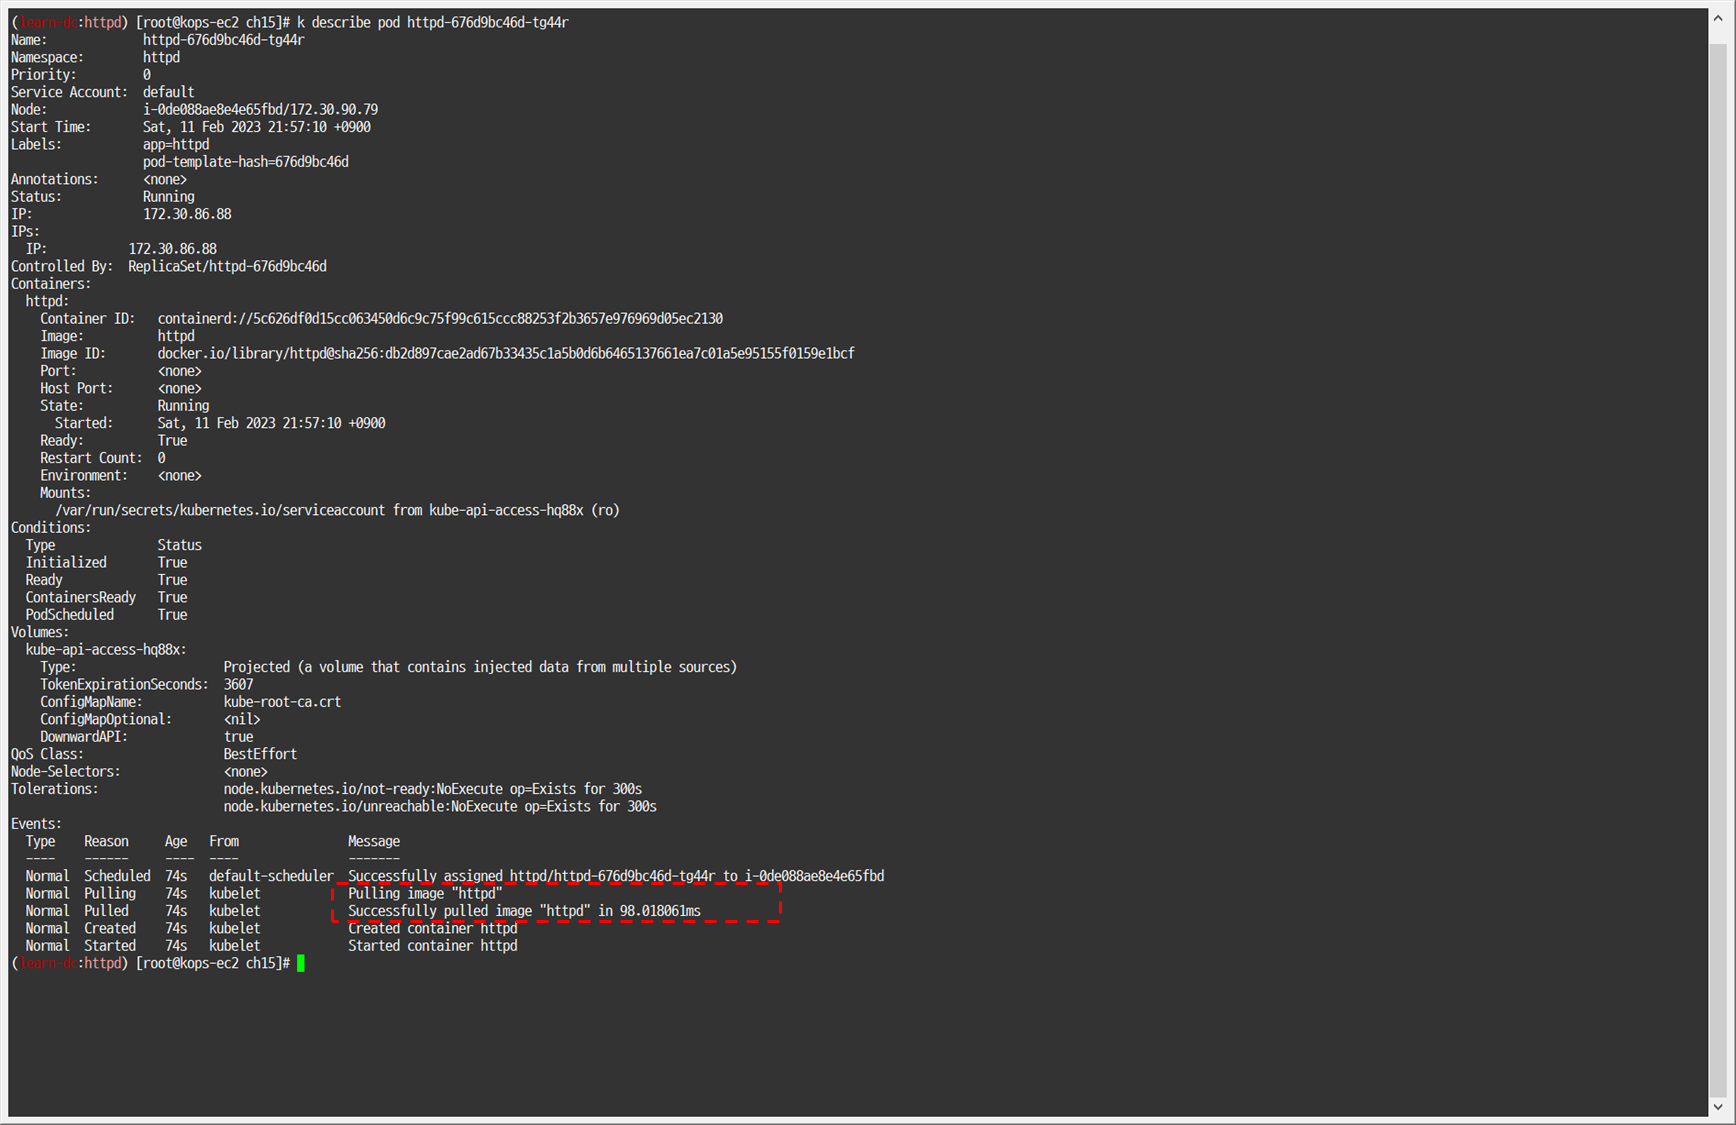 (learn-dc:httpd) [root@kops-ec2 ch15]# k describe pod httpd-676d9bc46d-tg44r
Name:             httpd-676d9bc46d-tg44r
Namespace:        httpd
Priority:         0
Service Account:  default
Node:             i-0de088ae8e4e65fbd/172.30.90.79
Start Time:       Sat, 11 Feb 2023 21:57:10 +0900
Labels:           app=httpd
                  pod-template-hash=676d9bc46d
Annotations:      <none>
Status:           Running
IP:               172.30.86.88
IPs:
  IP:           172.30.86.88
Controlled By:  ReplicaSet/httpd-676d9bc46d
Containers:
  httpd:
    Container ID:   containerd://5c626df0d15cc063450d6c9c75f99c615ccc88253f2b3657e976969d05ec2130
    Image:          httpd
    Image ID:       docker.io/library/httpd@sha256:db2d897cae2ad67b33435c1a5b0d6b6465137661ea7c01a5e95155f0159e1bcf
    Port:           <none>
    Host Port:      <none>
    State:          Running
      Started:      Sat, 11 Feb 2023 21:57:10 +0900
    Ready:          True
    Restart Count:  0
    Environment:    <none>
    Mounts:
      /var/run/secrets/kubernetes.io/serviceaccount from kube-api-access-hq88x (ro)
Conditions:
  Type              Status
  Initialized       True
  Ready             True
  ContainersReady   True
  PodScheduled      True
Volumes:
  kube-api-access-hq88x:
    Type:                    Projected (a volume that contains injected data from multiple sources)
    TokenExpirationSeconds:  3607
    ConfigMapName:           kube-root-ca.crt
    ConfigMapOptional:       <nil>
    DownwardAPI:             true
QoS Class:                   BestEffort
Node-Selectors:              <none>
Tolerations:                 node.kubernetes.io/not-ready:NoExecute op=Exists for 300s
                             node.kubernetes.io/unreachable:NoExecute op=Exists for 300s
Events:
  Type    Reason     Age   From               Message
  ----    ------     ----  ----               -------
  Normal  Scheduled  74s   default-scheduler  Successfully assigned httpd/httpd-676d9bc46d-tg44r to i-0de088ae8e4e65fbd
  Normal  Pulling    74s   kubelet            Pulling image "httpd"
  Normal  Pulled     74s   kubelet            Successfully pulled image "httpd" in 98.018061ms
  Normal  Created    74s   kubelet            Created container httpd
  Normal  Started    74s   kubelet            Started container httpd
(learn-dc:httpd) [root@kops-ec2 ch15]#